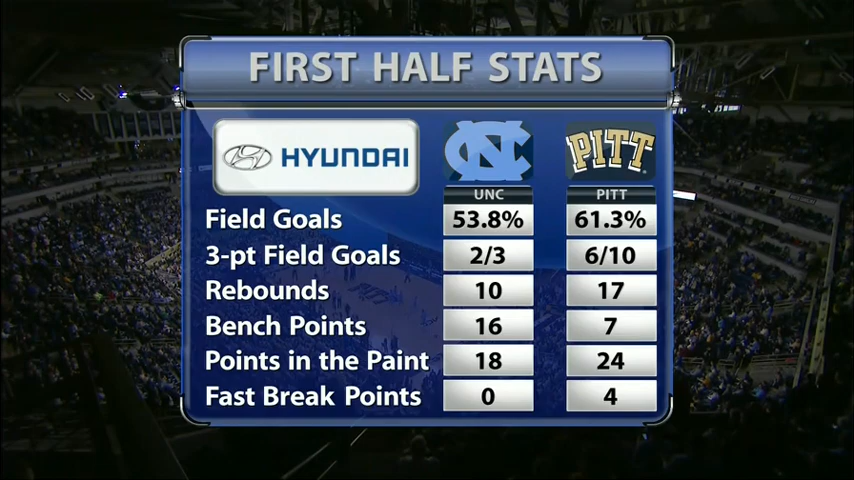 FIRST HALF STATS
HYUNDAI NC PITT
UNC PITT
Field Goals 53.8% 61.3%
3-pt Field Goals 2/3 6/10
Rebounds 10 17
Bench Points 16 7
Points in the Paint 18 24
Fast Break Points 0 4